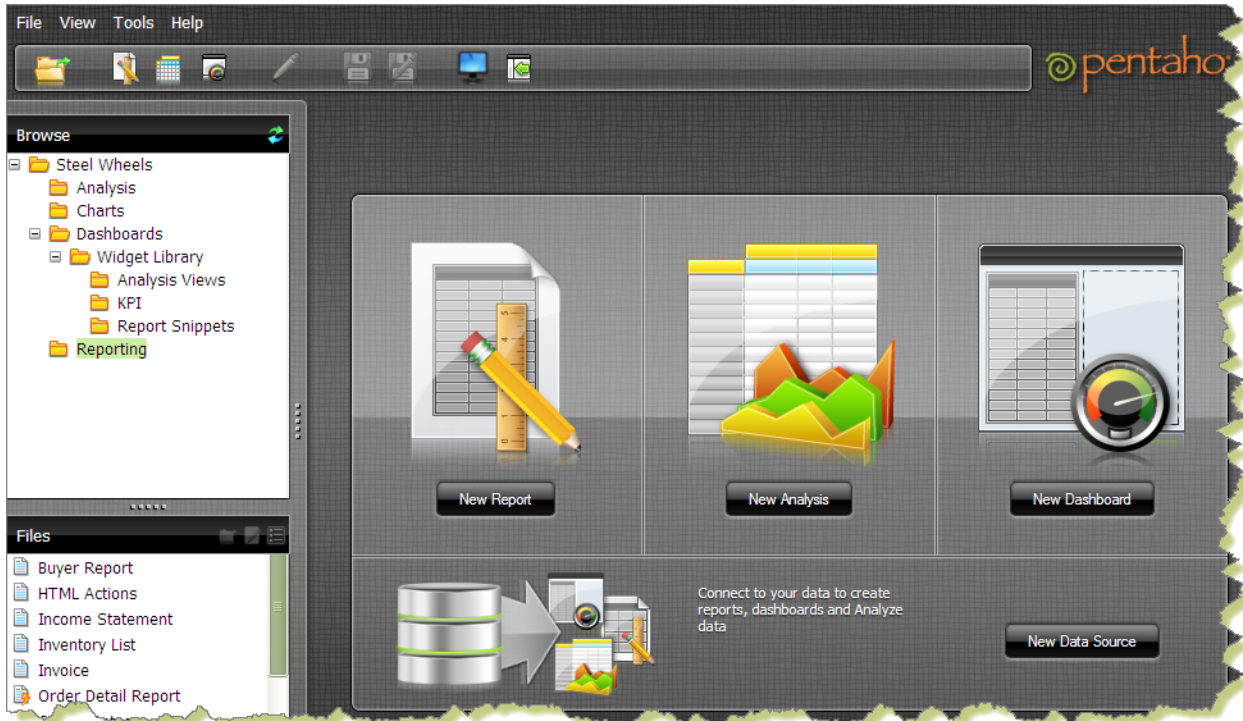 File View Tools Help
pentaho
Browse
Steel Wheels
Analysis
Charts
Dashboards
Widget Library
Analysis Views
KPI
Report Snippets
Reporting
New Report
New Analysis
New Dashboard
Files
Buyer Report
HTML Actions
Income Statement
Inventory List
Invoice
Order Detail Report
Connect to your data to create
reports, dashboards and Analyze
data
New Data Source